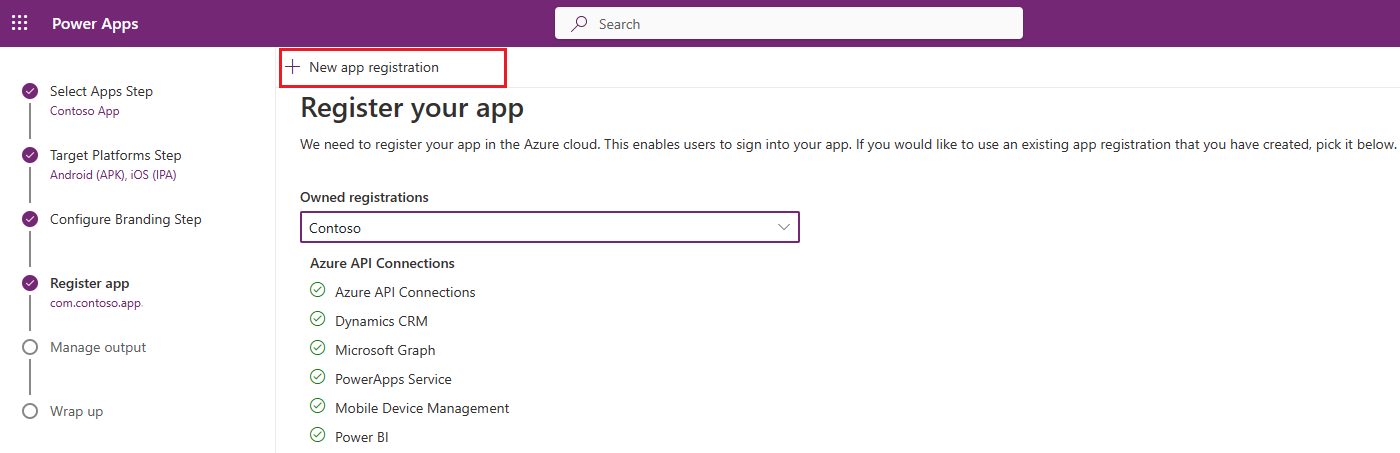 Power Apps
Search
Select Apps Step
Contoso App
Target Platforms Step
Android (APK), iOS (IPA)
Configure Branding Step
Register app
com.contoso.app
Manage output
Wrap up
New app registration
Register your app
We need to register your app in the Azure cloud. This enables users to sign into your app. If you would like to use an existing app registration that you have created, pick it below.
Owned registrations
Contoso
Azure API Connections
Azure API Connections
Dynamics CRM
Microsoft Graph
PowerApps Service
Mobile Device Management
Power BI